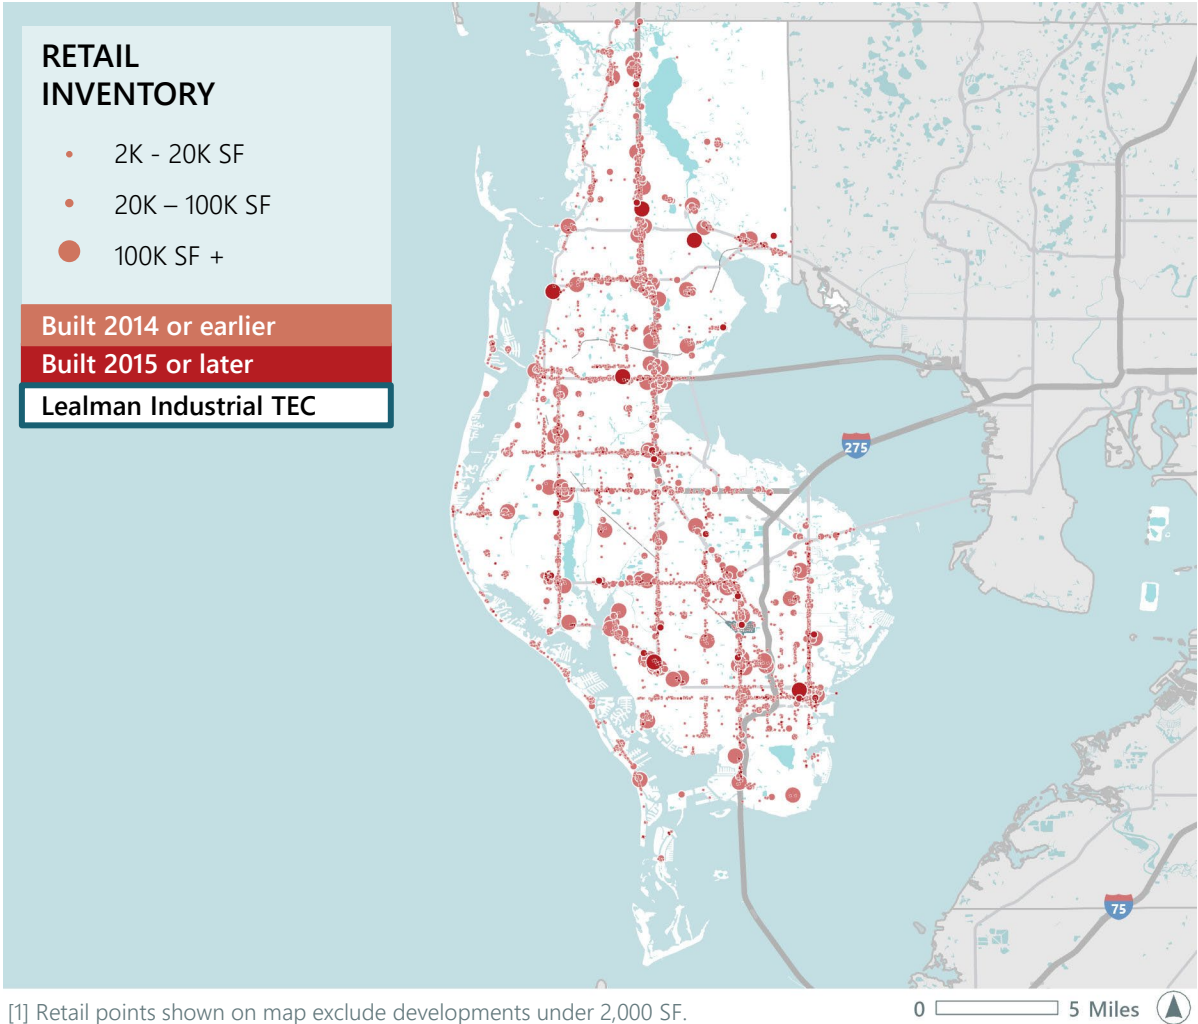 RETAIL
INVENTORY
2K - 20K SF
20K – 100K SF
100K SF +
Built 2014 or earlier
Built 2015 or later
Lealman Industrial TEC
275
75
[1] Retail points shown on map exclude developments under 2,000 SF.
0 5 Miles